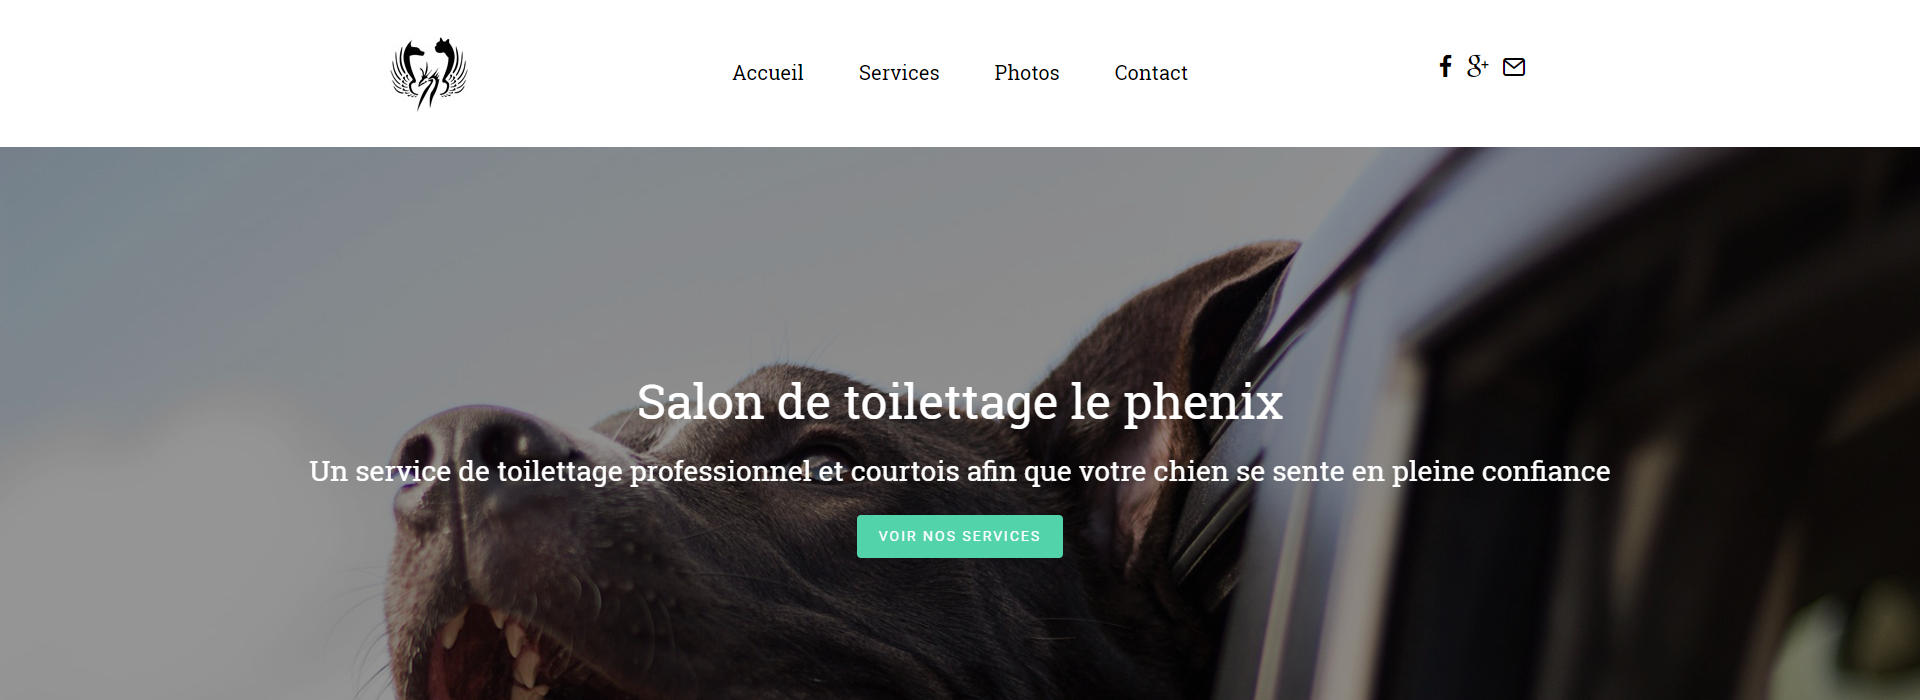 Accueil Services Photos Contact
Salon de toilettage le phenix
Un service de toilettage professionnel et courtois afin que votre chien se sente en pleine confiance
VOIR NOS SERVICES